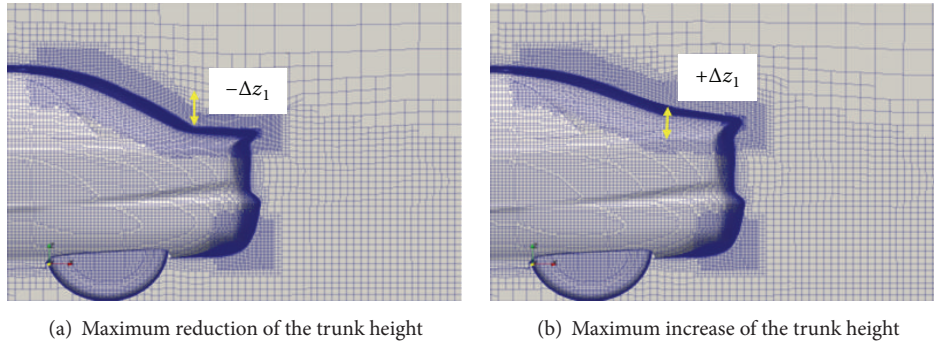 −Δz₁
+Δz₁
(a) Maximum reduction of the trunk height
(b) Maximum increase of the trunk height